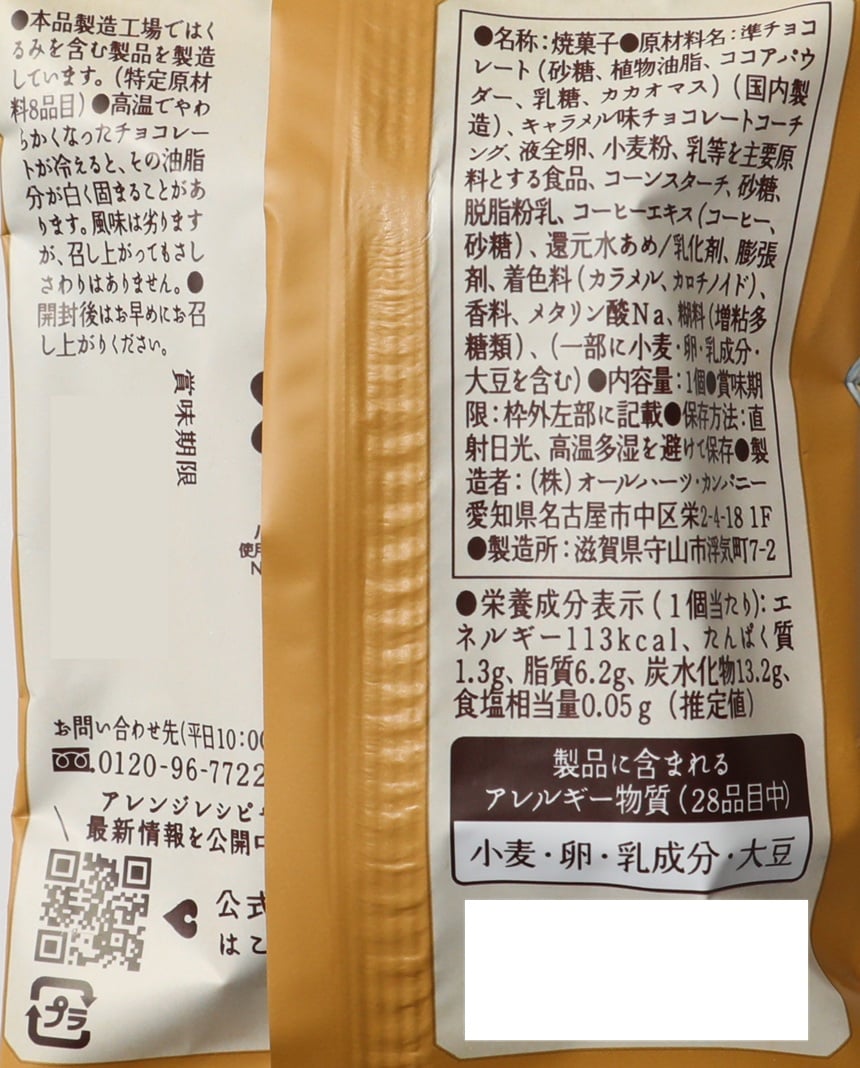 ●本品製造工場ではく
るみを含む製品を製造
しています。(特定原材
料8品目)●高温でやわ
らかくなったチョコレー
トが冷えると、その油脂
分が白く固まることがあ
ります。風味は劣ります
が、召し上がってもさし
さわりはありません。●
開封後はお早めにお召
し上がりください。
賞味期限
使用
N
お問い合わせ先(平日10:00
0120-96-7722
アレンジレシピ
最新情報を公開中
公式
はこ
プラ
●名称:焼菓子●原材料名:準チョコ
レート(砂糖、植物油脂、ココアパウ
ダー、乳糖、カカオマス)(国内製
造)、キャラメル味チョコレートコーチ
ング、液全卵、小麦粉、乳等を主要原
料とする食品、コーンスターチ、砂糖、
脱脂粉乳、コーヒーエキス(コーヒー、
砂糖)、還元水あめ/乳化剤、膨張
剤、着色料(カラメル、カロチノイド)、
香料、メタリン酸Na、糊料(増粘多
糖類)、(一部に小麦・卵・乳成分・
大豆を含む)●内容量:1個●賞味期
限:枠外左部に記載●保存方法:直
射日光、高温多湿を避けて保存●製
造者:(株)オールハーツ・カンパニー
愛知県名古屋市中区栄2-4-18 1F
●製造所:滋賀県守山市浮気町7-2
●栄養成分表示(1個当たり):エ
ネルギー113kcal、たんぱく質
1.3g、脂質6.2g、炭水化物13.2g、
食塩相当量0.05g(推定値)
製品に含まれる
アレルギー物質(28品目中)
小麦・卵・乳成分・大豆